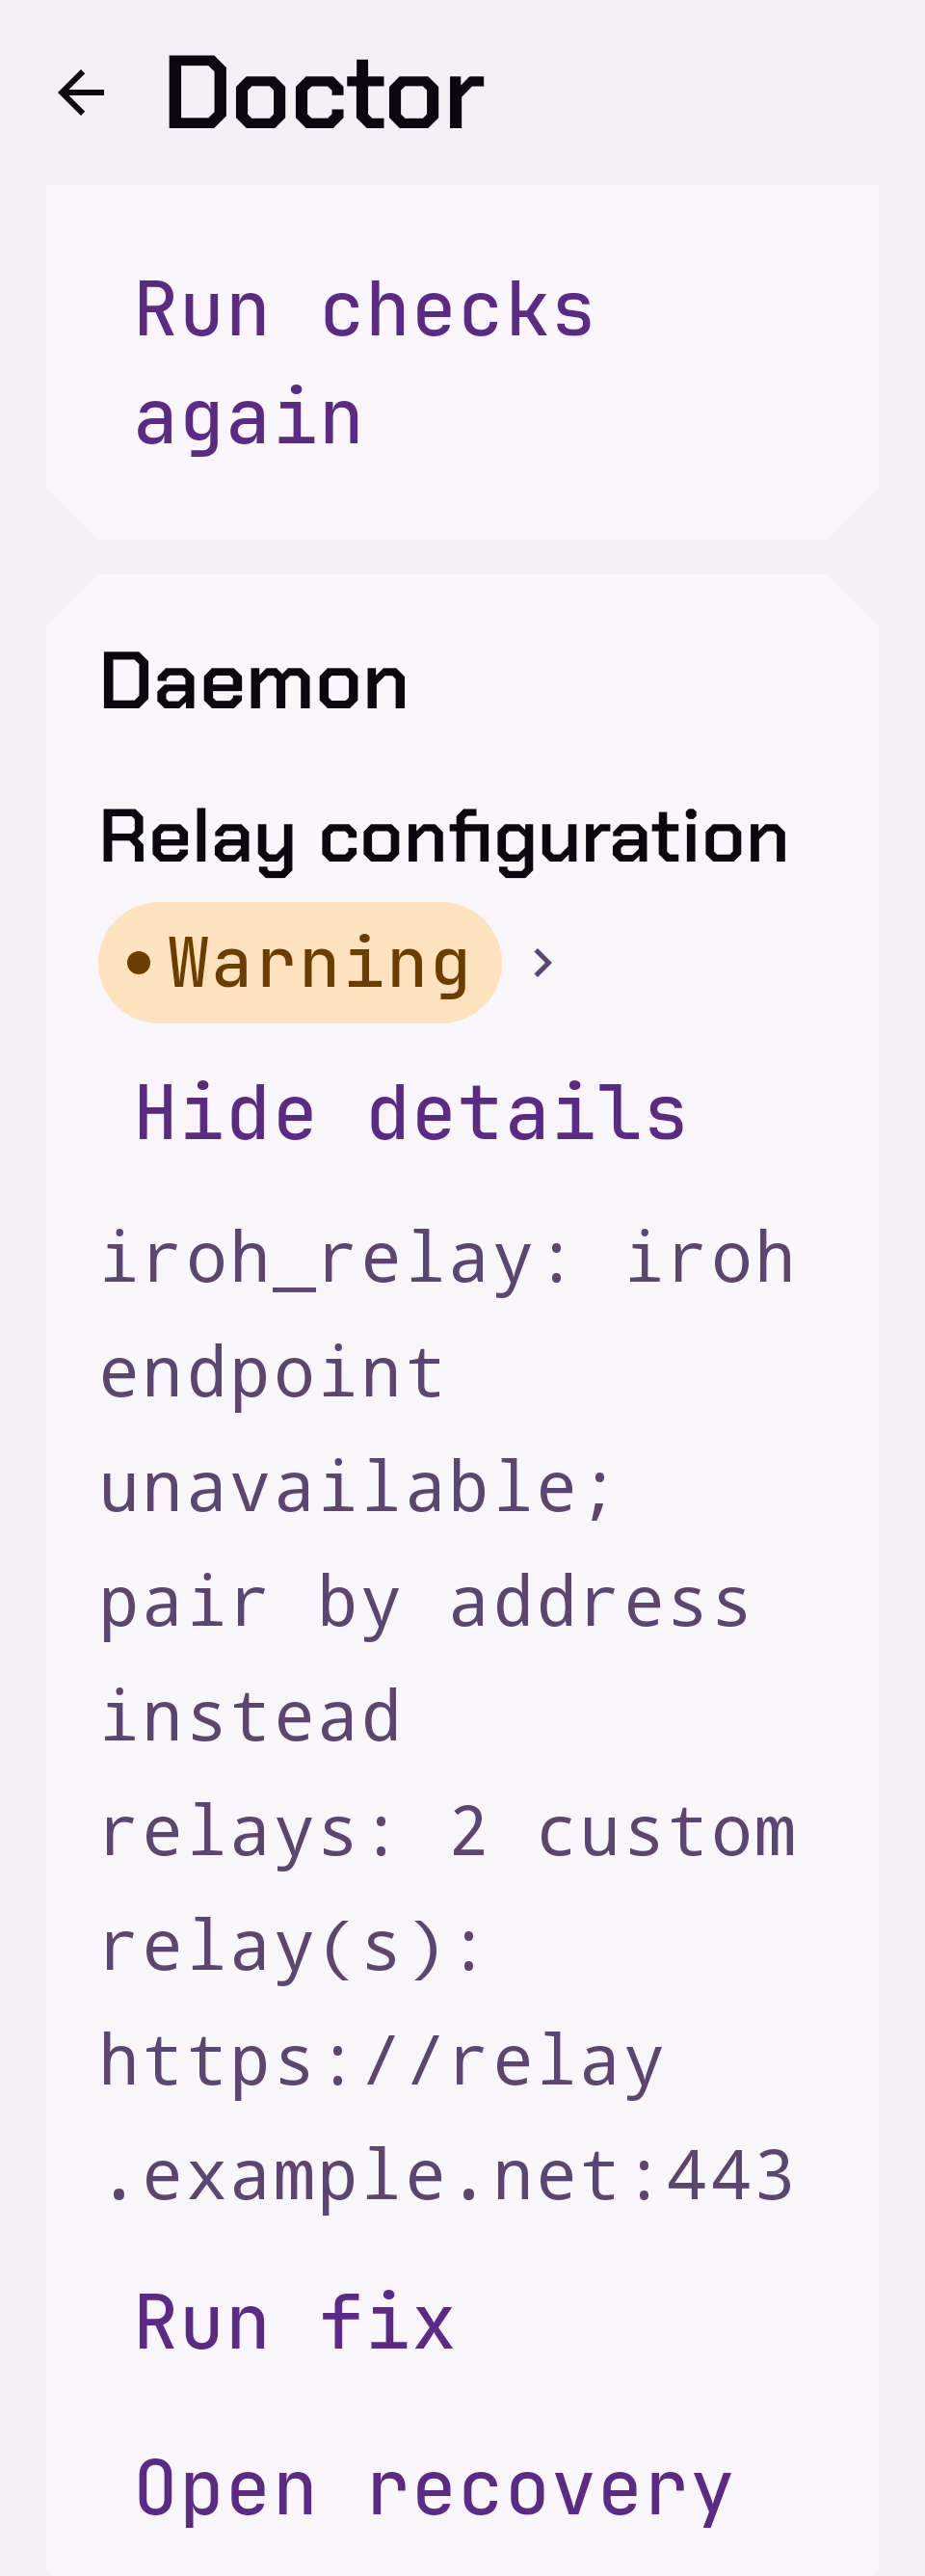 Doctor
Run checks
again
Daemon
Relay configuration
Warning
Hide details
iroh_relay: iroh
endpoint
unavailable;
pair by address
instead
relays: 2 custom
relay(s):
https://relay
.example.net:443
Run fix
Open recovery